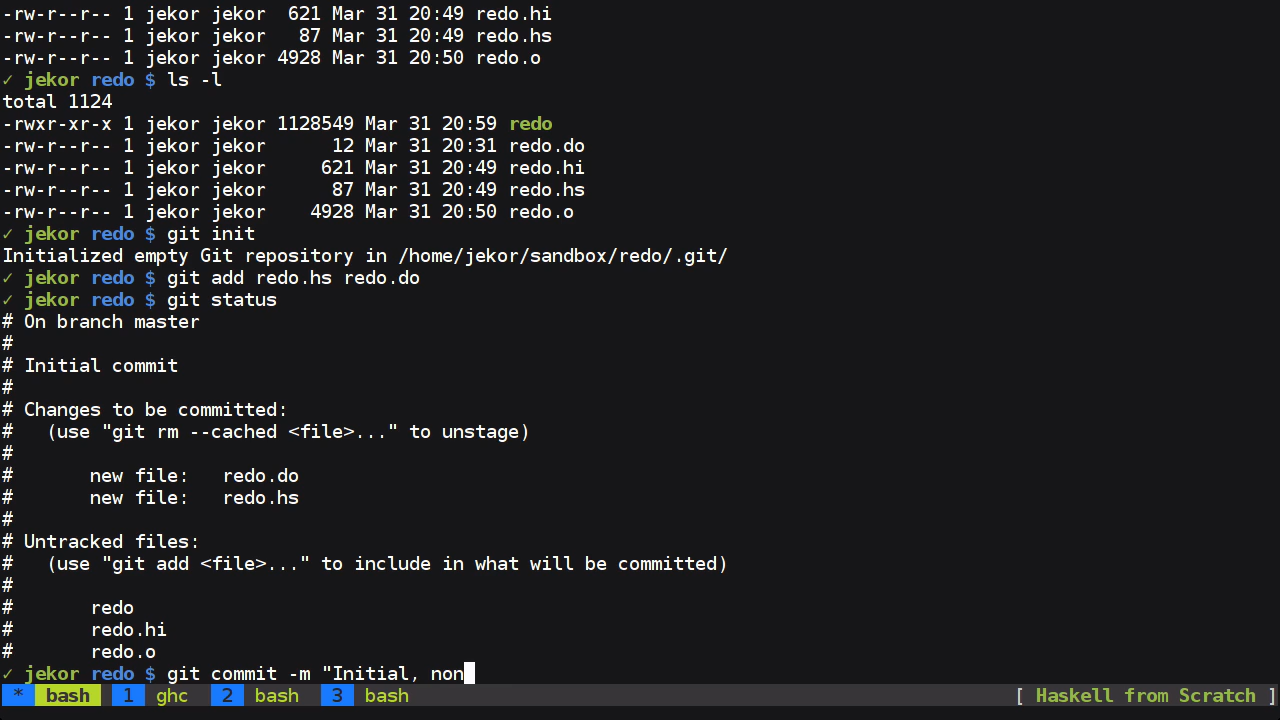 -rw-r--r-- 1 jekor jekor  621 Mar 31 20:49 redo.hi
-rw-r--r-- 1 jekor jekor   87 Mar 31 20:49 redo.hs
-rw-r--r-- 1 jekor jekor 4928 Mar 31 20:50 redo.o
✓ jekor redo $ ls -l
total 1124
-rwxr-xr-x 1 jekor jekor 1128549 Mar 31 20:59 redo
-rw-r--r-- 1 jekor jekor      12 Mar 31 20:31 redo.do
-rw-r--r-- 1 jekor jekor     621 Mar 31 20:49 redo.hi
-rw-r--r-- 1 jekor jekor      87 Mar 31 20:49 redo.hs
-rw-r--r-- 1 jekor jekor    4928 Mar 31 20:50 redo.o
✓ jekor redo $ git init
Initialized empty Git repository in /home/jekor/sandbox/redo/.git/
✓ jekor redo $ git add redo.hs redo.do
✓ jekor redo $ git status
# On branch master
#
# Initial commit
#
# Changes to be committed:
#   (use "git rm --cached <file>..." to unstage)
#
#       new file:   redo.do
#       new file:   redo.hs
#
# Untracked files:
#   (use "git add <file>..." to include in what will be committed)
#
#       redo
#       redo.hi
#       redo.o
✓ jekor redo $ git commit -m "Initial, non
* bash 1 ghc 2 bash 3 bash [ Haskell from Scratch ]